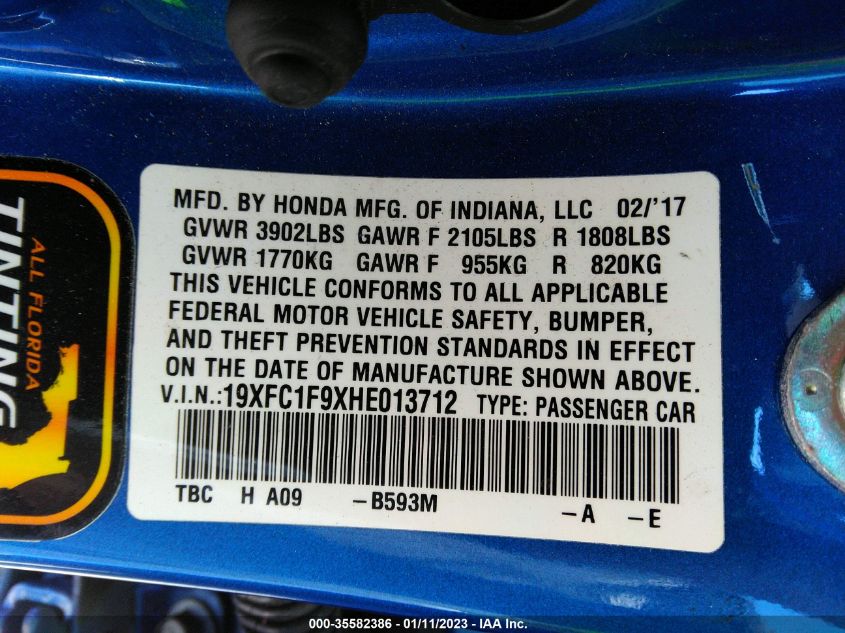 MFD. BY HONDA MFG. OF INDIANA, LLC 02/'17
GVWR 3902LBS GAWR F 2105LBS R 1808LBS
GVWR 1770KG GAWR F 955KG R 820KG
THIS VEHICLE CONFORMS TO ALL APPLICABLE
FEDERAL MOTOR VEHICLE SAFETY, BUMPER,
AND THEFT PREVENTION STANDARDS IN EFFECT
ON THE DATE OF MANUFACTURE SHOWN ABOVE.
V.I.N.:19XFC1F9XHE013712 TYPE: PASSENGER CAR
TBC H A09 -B593M -A -E
ALL FLORIDA
TINTING
000-35582386 - 01/11/2023 - IAA Inc.